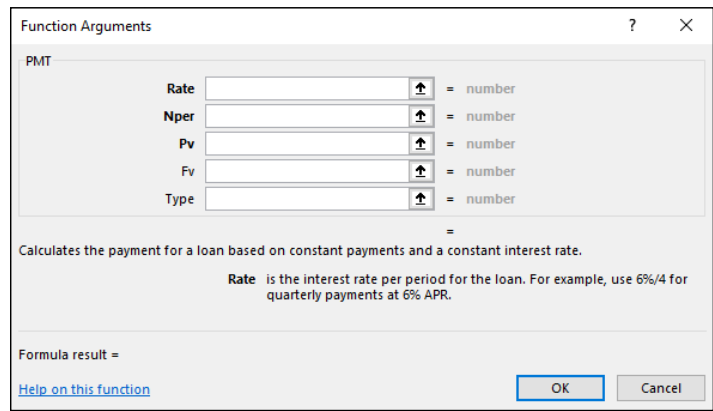 Function Arguments ? ×
PMT
Rate = number
Nper = number
Pv = number
Fv = number
Type = number
=
Calculates the payment for a loan based on constant payments and a constant interest rate.
Rate is the interest rate per period for the loan. For example, use 6%/4 for
quarterly payments at 6% APR.
Formula result =
Help on this function OK Cancel